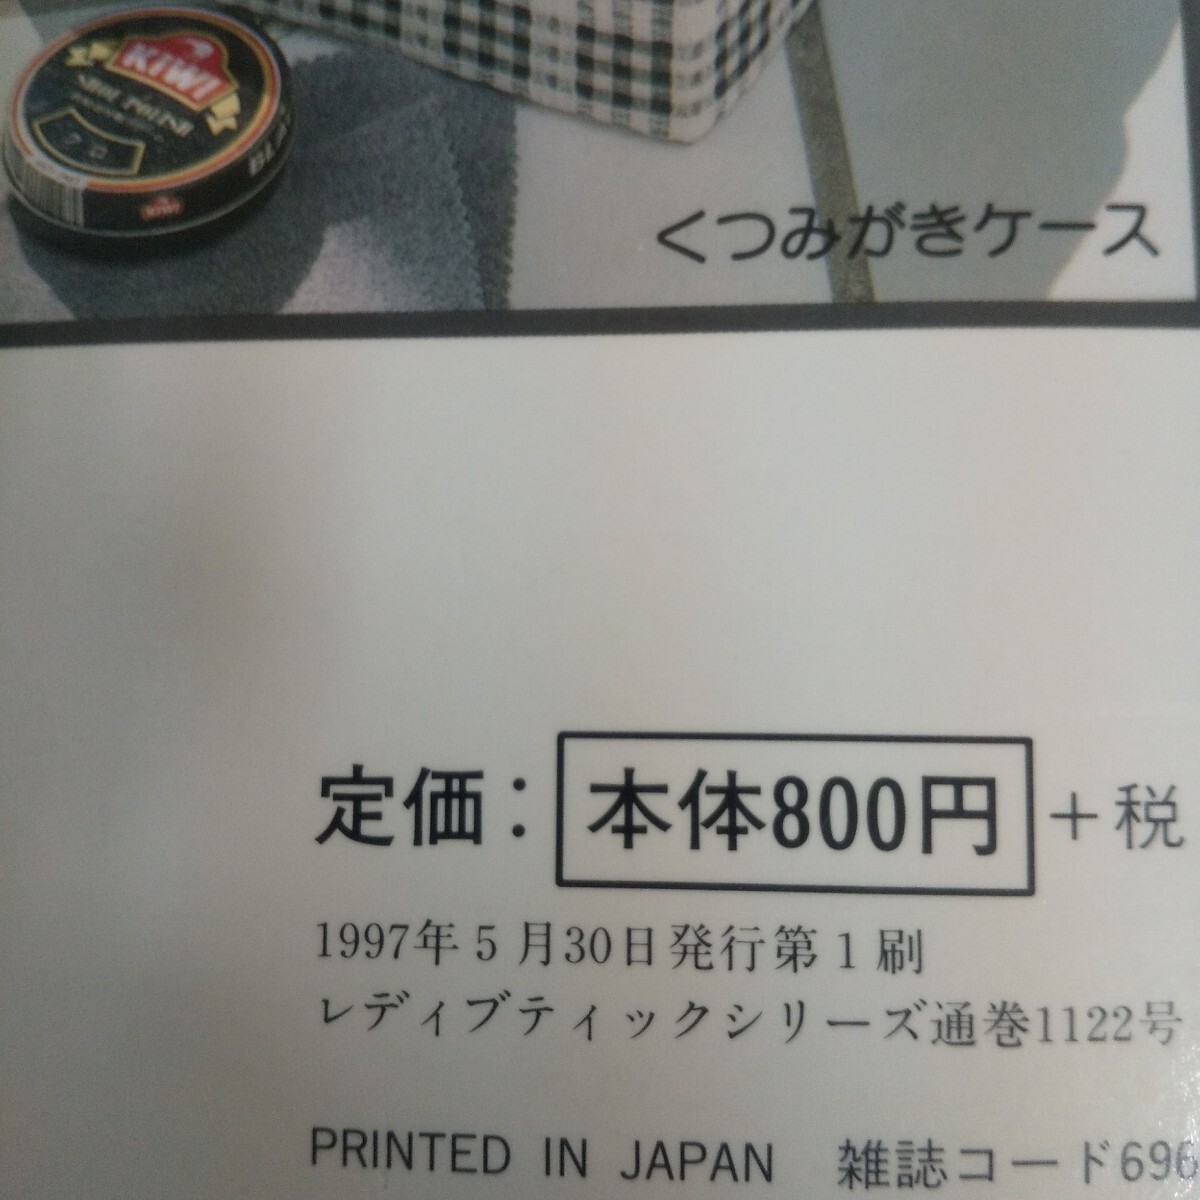 KIWI
SHOE POLISH
KIWI
くつみがきケース
定価：本体800円＋税
1997年5月30日発行第1刷
レディブティックシリーズ通巻1122号
PRINTED IN JAPAN 雑誌コード696